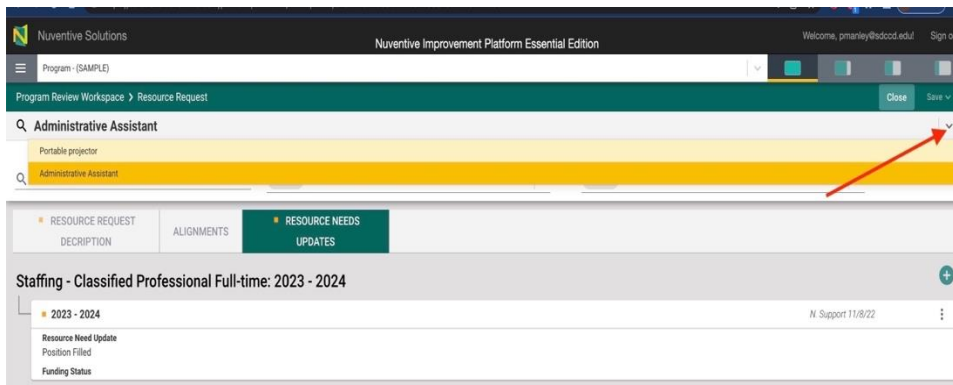 Nuventive Solutions
Nuventive Improvement Platform Essential Edition
Welcome, pmanley@sdccd.edu!
Sign o
Program - (SAMPLE)
Program Review Workspace > Resource Request
Close
Save
Administrative Assistant
Portable projector
Administrative Assistant
RESOURCE REQUEST
DECRIPTION
ALIGNMENTS
RESOURCE NEEDS
UPDATES
Staffing - Classified Professional Full-time: 2023 - 2024
2023 - 2024
N. Support 11/8/22
Resource Need Update
Position Filled
Funding Status